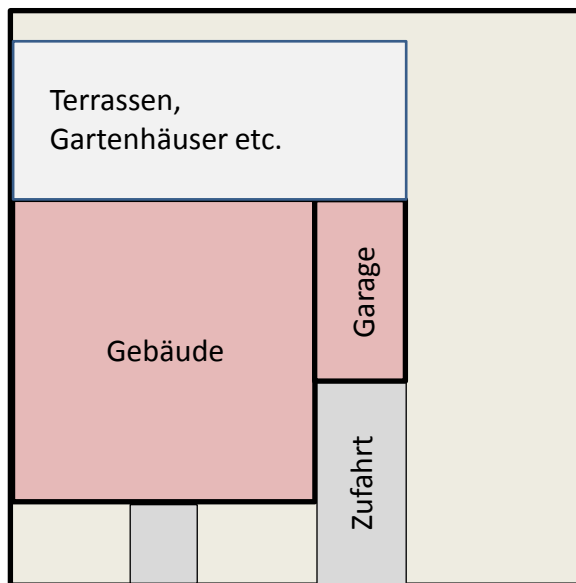 Terrassen,
Gartenhäuser etc.
Garage
Gebäude
Zufahrt